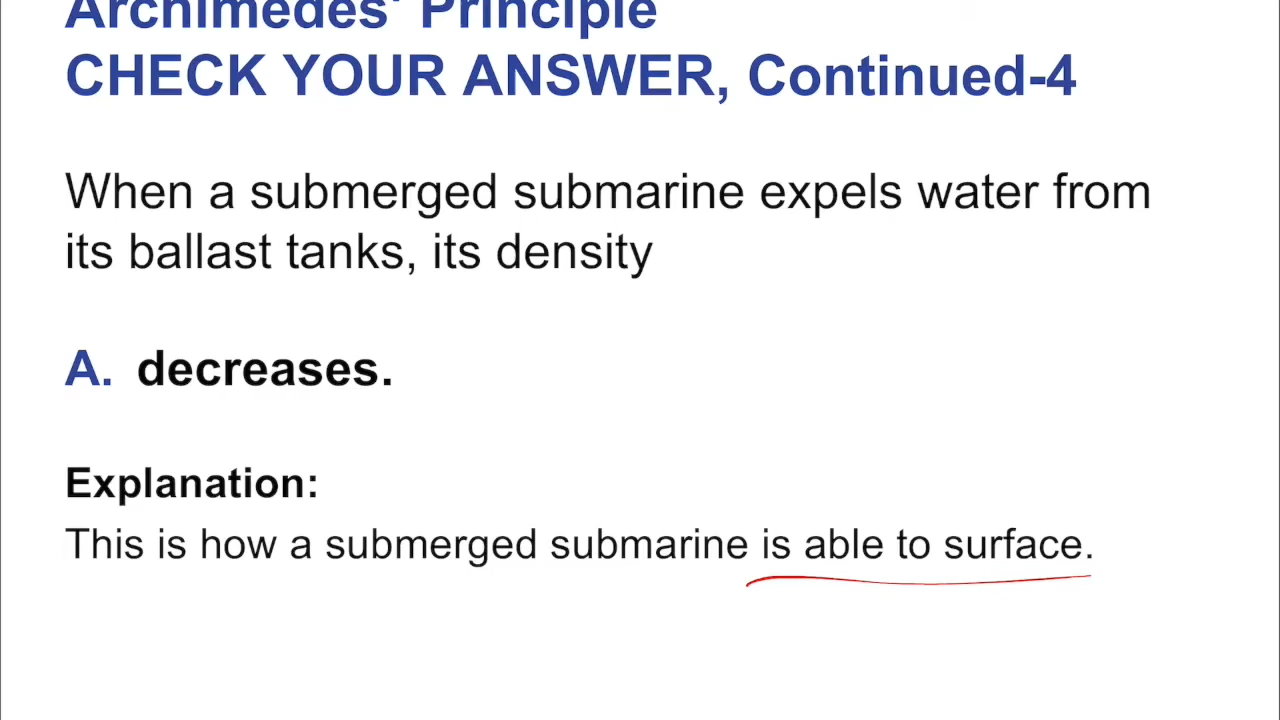 Archimedes' Principle
CHECK YOUR ANSWER, Continued-4
When a submerged submarine expels water from
its ballast tanks, its density
A. decreases.
Explanation:
This is how a submerged submarine is able to surface.